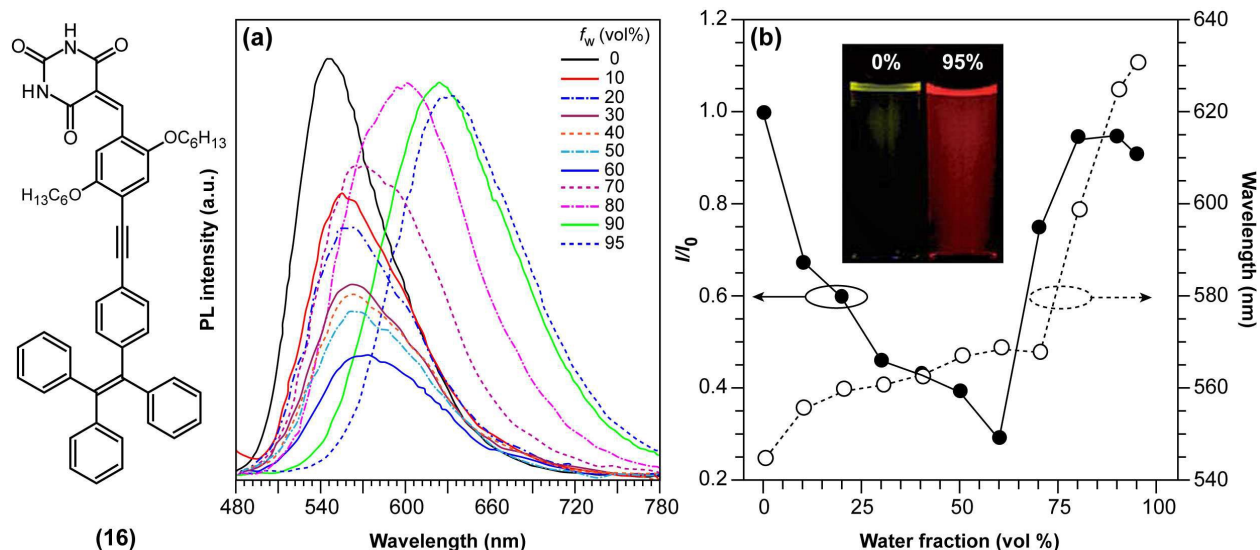 O
H
N
O
HN
O
OC6H13
H13C6O
(16)
(a)
PL intensity (a.u.)
fw (vol%)
0
10
20
30
40
50
60
70
80
90
95
480 540 600 660 720 780
Wavelength (nm)
(b)
I/I0
1.2
1.0
0.8
0.6
0.4
0.2
0% 95%
640
620
600
580
560
540
Wavelength (nm)
0 25 50 75 100
Water fraction (vol %)